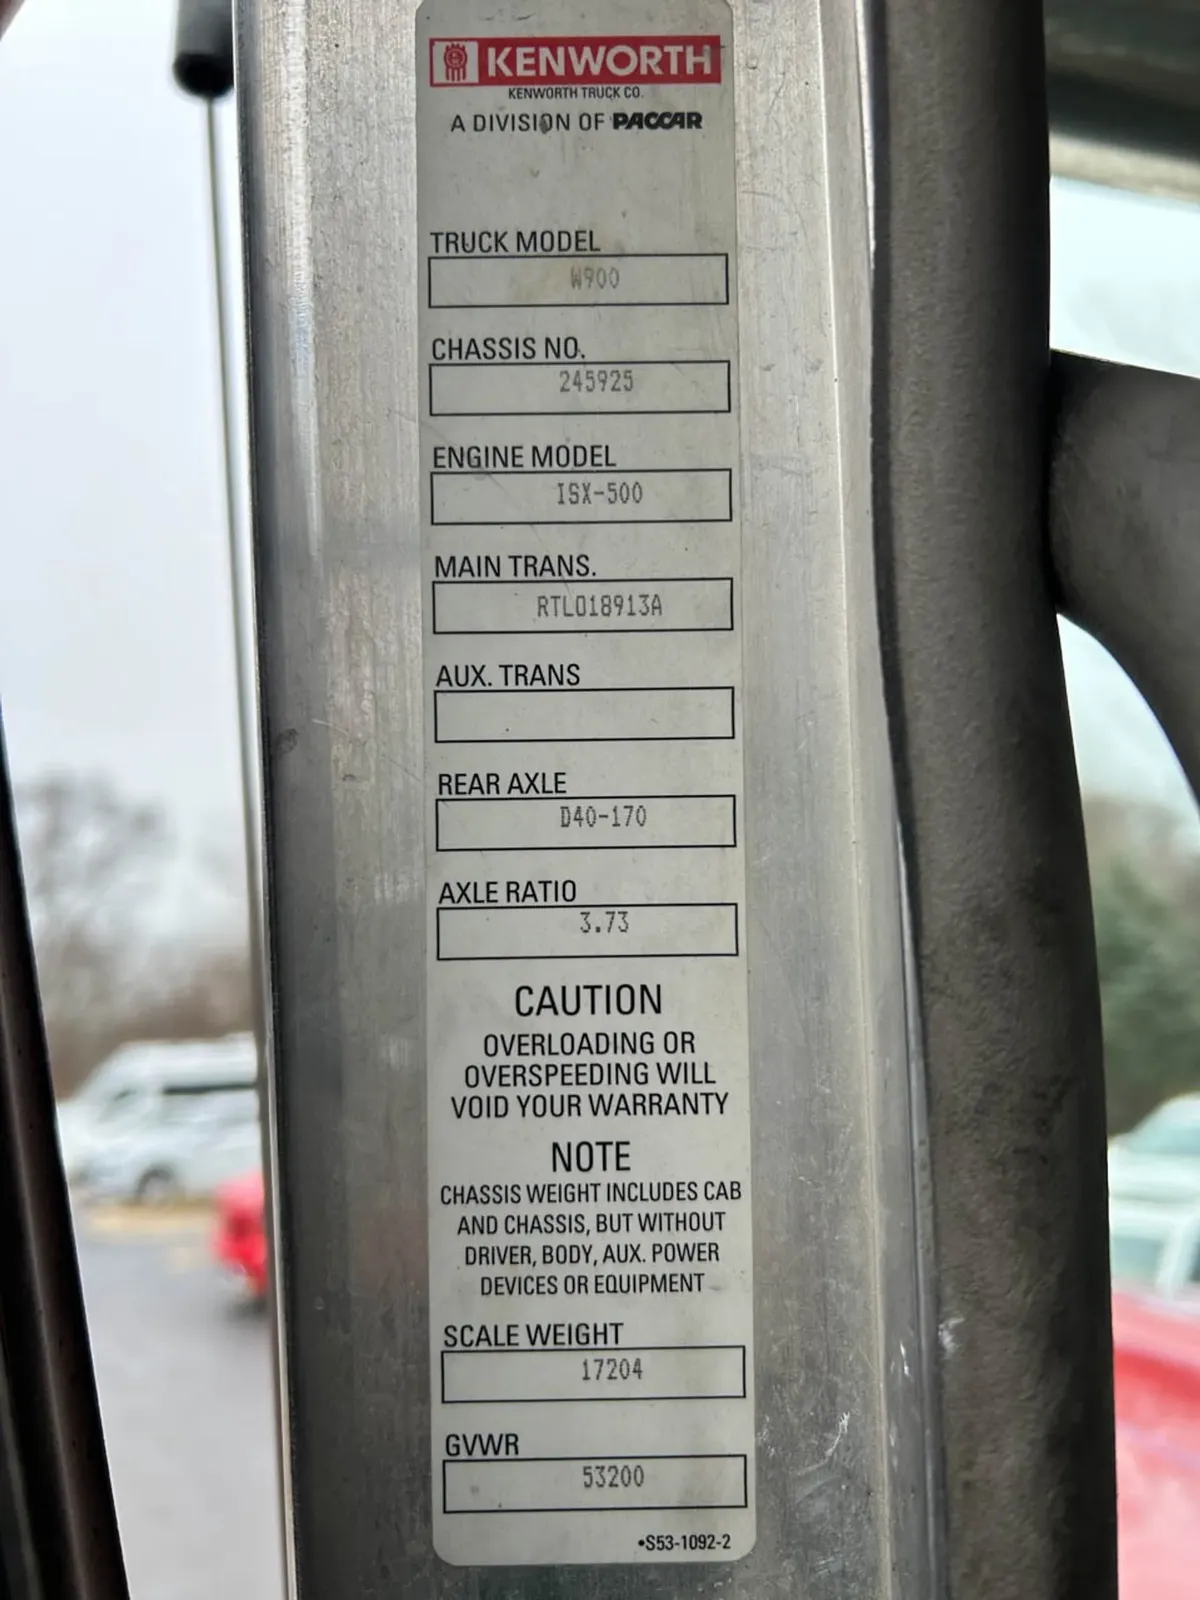 KENWORTH
KENWORTH TRUCK CO.
A DIVISION OF PACCAR
TRUCK MODEL
W900
CHASSIS NO.
245925
ENGINE MODEL
ISX-500
MAIN TRANS.
RTLO18913A
AUX. TRANS
REAR AXLE
D40-170
AXLE RATIO
3.73
CAUTION
OVERLOADING OR
OVERSPEEDING WILL
VOID YOUR WARRANTY
NOTE
CHASSIS WEIGHT INCLUDES CAB
AND CHASSIS, BUT WITHOUT
DRIVER, BODY, AUX. POWER
DEVICES OR EQUIPMENT
SCALE WEIGHT
17204
GVWR
53200
•S53-1092-2